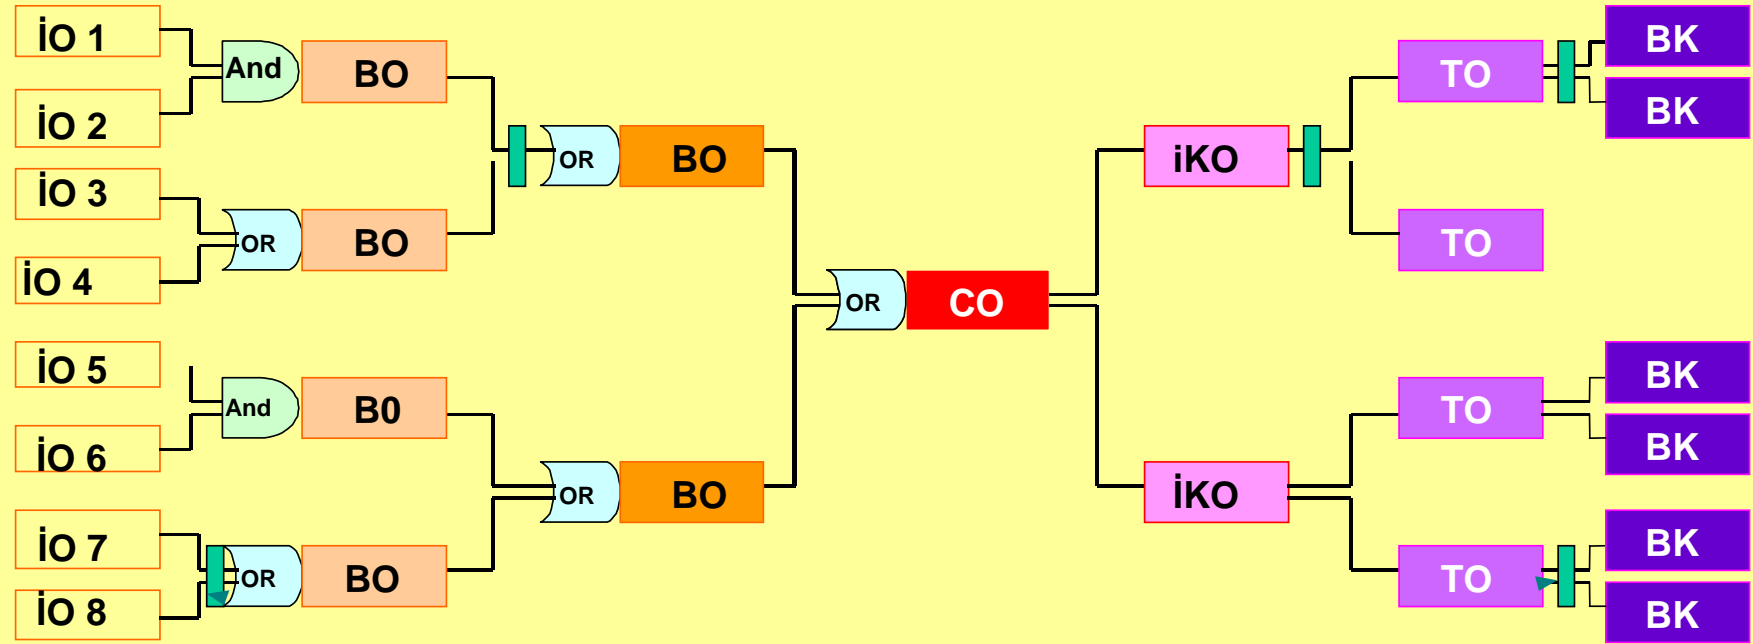 İO 1
İO 2
And
BO
İO 3
İO 4
OR
BO
OR
BO
İO 5
İO 6
And
B0
İO 7
İO 8
OR
BO
OR
BO
OR
CO
iKO
TO
BK
BK
TO
İKO
TO
BK
BK
TO
BK
BK